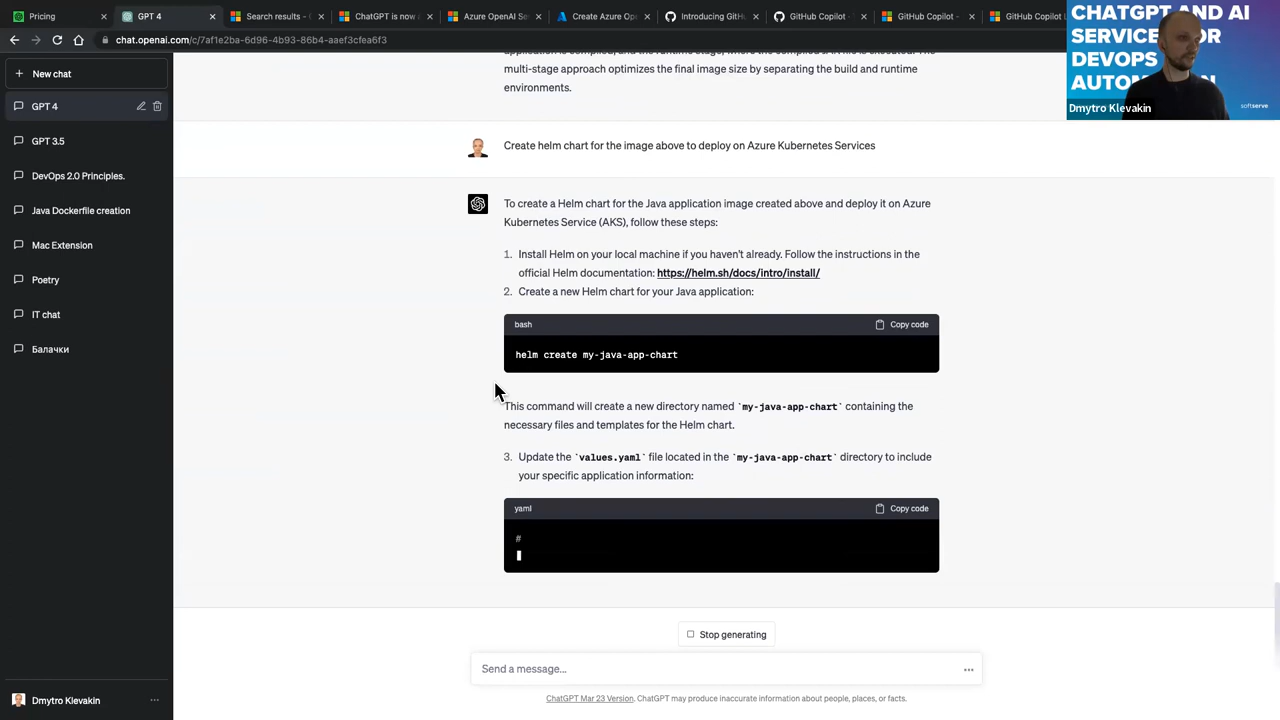 Pricing
GPT 4
Search results - 
ChatGPT is now
Azure OpenAI Se
Create Azure Op
Introducing GitHu
GitHub Copilot
GitHub Copilot -
GitHub Copilot
chat.openai.com/c/7af1e2ba-6d96-4b93-86b4-aaef3cfea6f3
CHATGPT AND AI
DEVOPS
Dmytro Klevakin
softserve
New chat
GPT 4
GPT 3.5
DevOps 2.0 Principles.
Java Dockerfile creation
Mac Extension
Poetry
IT chat
Балачки
Dmytro Klevakin
multi-stage approach optimizes the final image size by separating the build and runtime
environments.
Create helm chart for the image above to deploy on Azure Kubernetes Services
To create a Helm chart for the Java application image created above and deploy it on Azure
Kubernetes Service (AKS), follow these steps:
1. Install Helm on your local machine if you haven't already. Follow the instructions in the
official Helm documentation: https://helm.sh/docs/intro/install/
2. Create a new Helm chart for your Java application:
bash Copy code
helm create my-java-app-chart
This command will create a new directory named `my-java-app-chart` containing the
necessary files and templates for the Helm chart.
3. Update the `values.yaml` file located in the `my-java-app-chart` directory to include
your specific application information:
yaml Copy code
#
Stop generating
Send a message...
ChatGPT Mar 23 Version. ChatGPT may produce inaccurate information about people, places, or facts.